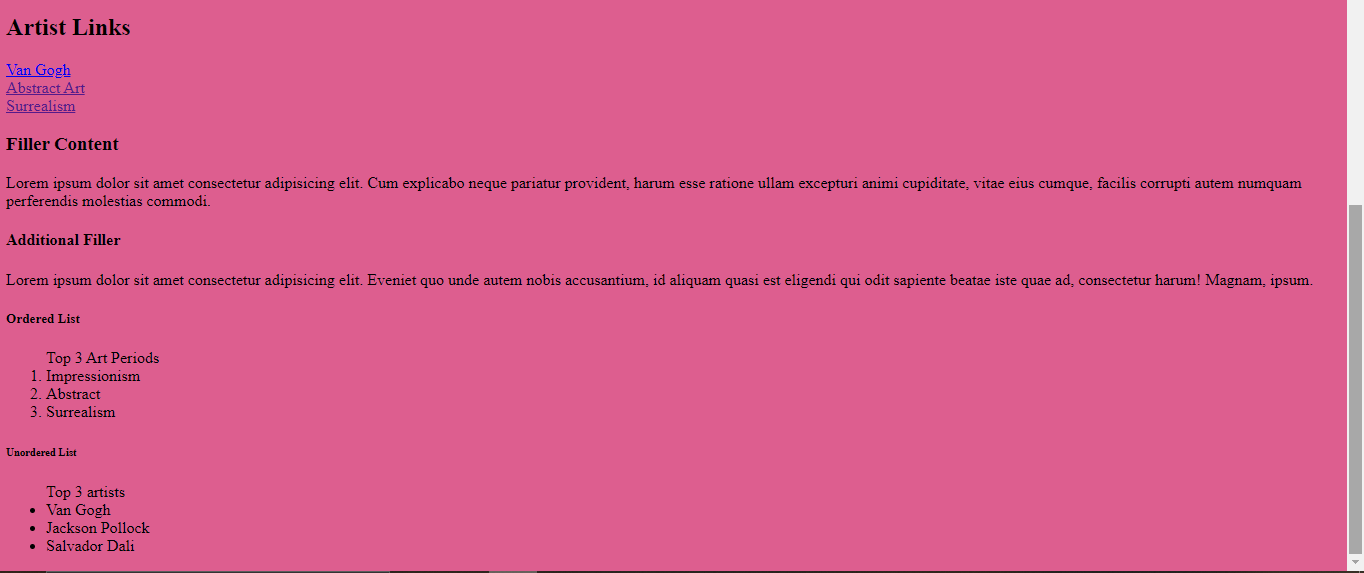 Artist Links
Van Gogh
Abstract Art
Surrealism
Filler Content
Lorem ipsum dolor sit amet consectetur adipisicing elit. Cum explicabo neque pariatur provident, harum esse ratione ullam excepturi animi cupiditate, vitae eius cumque, facilis corrupti autem numquam
perferendis molestias commodi.
Additional Filler
Lorem ipsum dolor sit amet consectetur adipisicing elit. Eveniet quo unde autem nobis accusantium, id aliquam quasi est eligendi qui odit sapiente beatae iste quae ad, consectetur harum! Magnam, ipsum.
Ordered List
Top 3 Art Periods
1. Impressionism
2. Abstract
3. Surrealism
Unordered List
Top 3 artists
• Van Gogh
• Jackson Pollock
• Salvador Dali